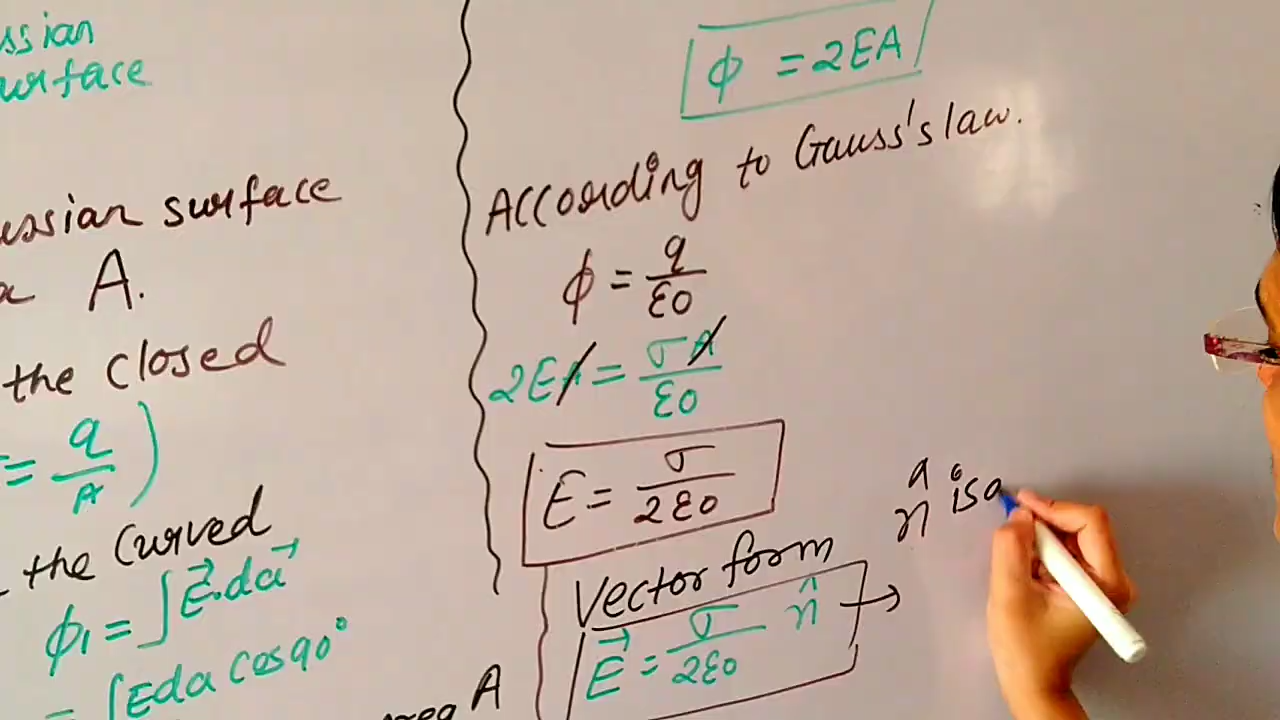 ssian
urface
ussian surface
A.
the closed
= q/A )
the curved
ϕ₁ = ∫E⃗.da⃗
= ∫Eda cos90°
area A
ϕ = 2EA
According to Gauss's law.
ϕ = q/ε0
2EA = σA/ε0
E = σ/2ε0
Vector form
E⃗ = σ/2ε0 n̂ →
n̂ is a